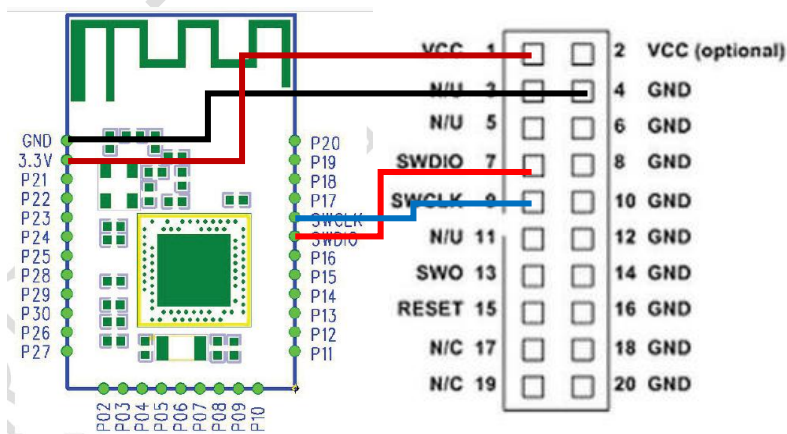 GND
3.3V
P21
P22
P23
P24
P25
P28
P29
P30
P26
P27
P02
P03
P04
P05
P06
P07
P08
P09
P10
P20
P19
P18
P17
SWCLK
SWDIO
P16
P15
P14
P13
P12
P11
VCC 1 2 VCC (optional)
N/U 3 4 GND
N/U 5 6 GND
SWDIO 7 8 GND
SWCLK 9 10 GND
N/U 11 12 GND
SWO 13 14 GND
RESET 15 16 GND
N/C 17 18 GND
N/C 19 20 GND